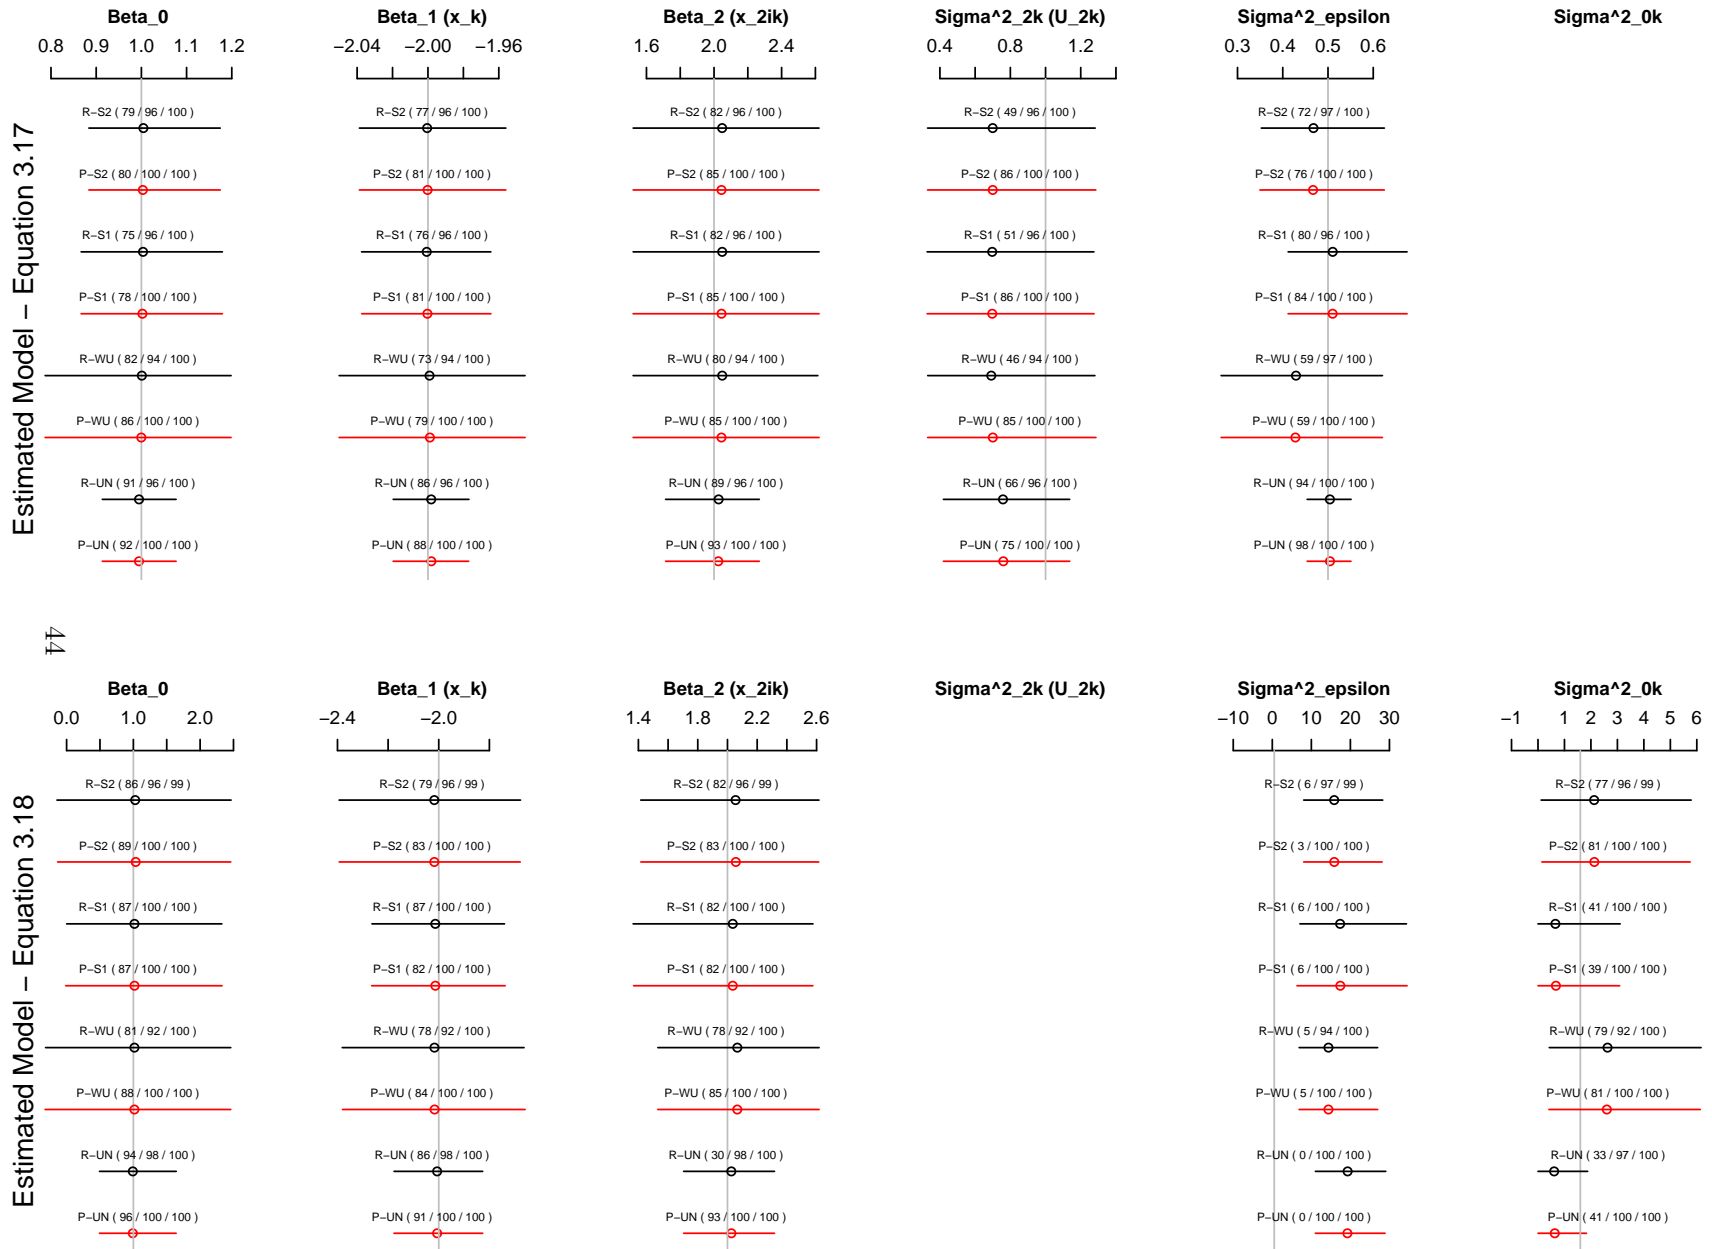 Estimated Model – Equation 3.17
Beta_0
0.8 0.9 1.0 1.1 1.2
R–S2 ( 79 / 96 / 100 )
P–S2 ( 80 / 100 / 100 )
R–S1 ( 75 / 96 / 100 )
P–S1 ( 78 / 100 / 100 )
R–WU ( 82 / 94 / 100 )
P–WU ( 86 / 100 / 100 )
R–UN ( 91 / 96 / 100 )
P–UN ( 92 / 100 / 100 )
Beta_1 (x_k)
−2.04 −2.00 −1.96
R–S2 ( 77 / 96 / 100 )
P–S2 ( 81 / 100 / 100 )
R–S1 ( 76 / 96 / 100 )
P–S1 ( 81 / 100 / 100 )
R–WU ( 73 / 94 / 100 )
P–WU ( 79 / 100 / 100 )
R–UN ( 86 / 96 / 100 )
P–UN ( 88 / 100 / 100 )
Beta_2 (x_2ik)
1.6 2.0 2.4
R–S2 ( 82 / 96 / 100 )
P–S2 ( 85 / 100 / 100 )
R–S1 ( 82 / 96 / 100 )
P–S1 ( 85 / 100 / 100 )
R–WU ( 80 / 94 / 100 )
P–WU ( 85 / 100 / 100 )
R–UN ( 89 / 96 / 100 )
P–UN ( 93 / 100 / 100 )
Sigma^2_2k (U_2k)
0.4 0.8 1.2
R–S2 ( 49 / 96 / 100 )
P–S2 ( 86 / 100 / 100 )
R–S1 ( 51 / 96 / 100 )
P–S1 ( 86 / 100 / 100 )
R–WU ( 46 / 94 / 100 )
P–WU ( 85 / 100 / 100 )
R–UN ( 66 / 96 / 100 )
P–UN ( 75 / 100 / 100 )
Sigma^2_epsilon
0.3 0.4 0.5 0.6
R–S2 ( 72 / 97 / 100 )
P–S2 ( 76 / 100 / 100 )
R–S1 ( 80 / 96 / 100 )
P–S1 ( 84 / 100 / 100 )
R–WU ( 59 / 97 / 100 )
P–WU ( 59 / 100 / 100 )
R–UN ( 94 / 100 / 100 )
P–UN ( 98 / 100 / 100 )
Sigma^2_0k
44
Estimated Model – Equation 3.18
Beta_0
0.0 1.0 2.0
R–S2 ( 86 / 96 / 99 )
P–S2 ( 89 / 100 / 100 )
R–S1 ( 87 / 100 / 100 )
P–S1 ( 87 / 100 / 100 )
R–WU ( 81 / 92 / 100 )
P–WU ( 88 / 100 / 100 )
R–UN ( 94 / 98 / 100 )
P–UN ( 96 / 100 / 100 )
Beta_1 (x_k)
−2.4 −2.0
R–S2 ( 79 / 96 / 99 )
P–S2 ( 83 / 100 / 100 )
R–S1 ( 87 / 100 / 100 )
P–S1 ( 82 / 100 / 100 )
R–WU ( 78 / 92 / 100 )
P–WU ( 84 / 100 / 100 )
R–UN ( 86 / 98 / 100 )
P–UN ( 91 / 100 / 100 )
Beta_2 (x_2ik)
1.4 1.8 2.2 2.6
R–S2 ( 82 / 96 / 99 )
P–S2 ( 83 / 100 / 100 )
R–S1 ( 82 / 100 / 100 )
P–S1 ( 82 / 100 / 100 )
R–WU ( 78 / 92 / 100 )
P–WU ( 85 / 100 / 100 )
R–UN ( 30 / 98 / 100 )
P–UN ( 93 / 100 / 100 )
Sigma^2_2k (U_2k)
Sigma^2_epsilon
−10 0 10 20 30
R–S2 ( 6 / 97 / 99 )
P–S2 ( 3 / 100 / 100 )
R–S1 ( 6 / 100 / 100 )
P–S1 ( 6 / 100 / 100 )
R–WU ( 5 / 94 / 100 )
P–WU ( 5 / 100 / 100 )
R–UN ( 0 / 100 / 100 )
P–UN ( 0 / 100 / 100 )
Sigma^2_0k
−1 1 2 3 4 5 6
R–S2 ( 77 / 96 / 99 )
P–S2 ( 81 / 100 / 100 )
R–S1 ( 41 / 100 / 100 )
P–S1 ( 39 / 100 / 100 )
R–WU ( 79 / 92 / 100 )
P–WU ( 81 / 100 / 100 )
R–UN ( 33 / 97 / 100 )
P–UN ( 41 / 100 / 100 )